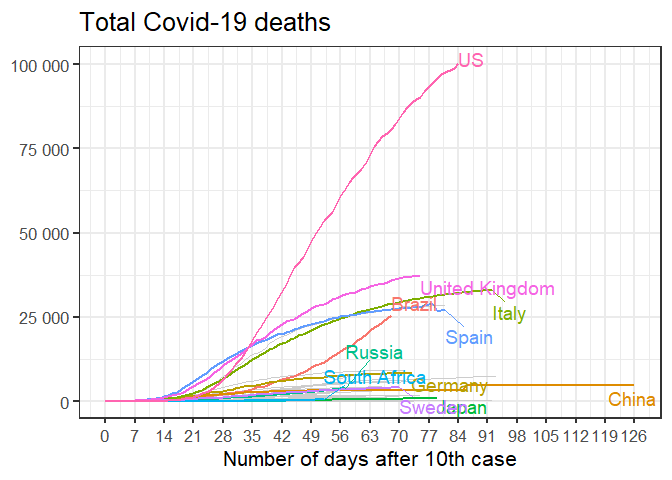 Total Covid-19 deaths
100 000
US
75 000
50 000
United Kingdom
Brazil
25 000
Italy
Spain
Russia
South Africa
Germany
0
China
Sweden
Japan
0 7 14 21 28 35 42 49 56 63 70 77 84 91 98 105 112 119 126
Number of days after 10th case